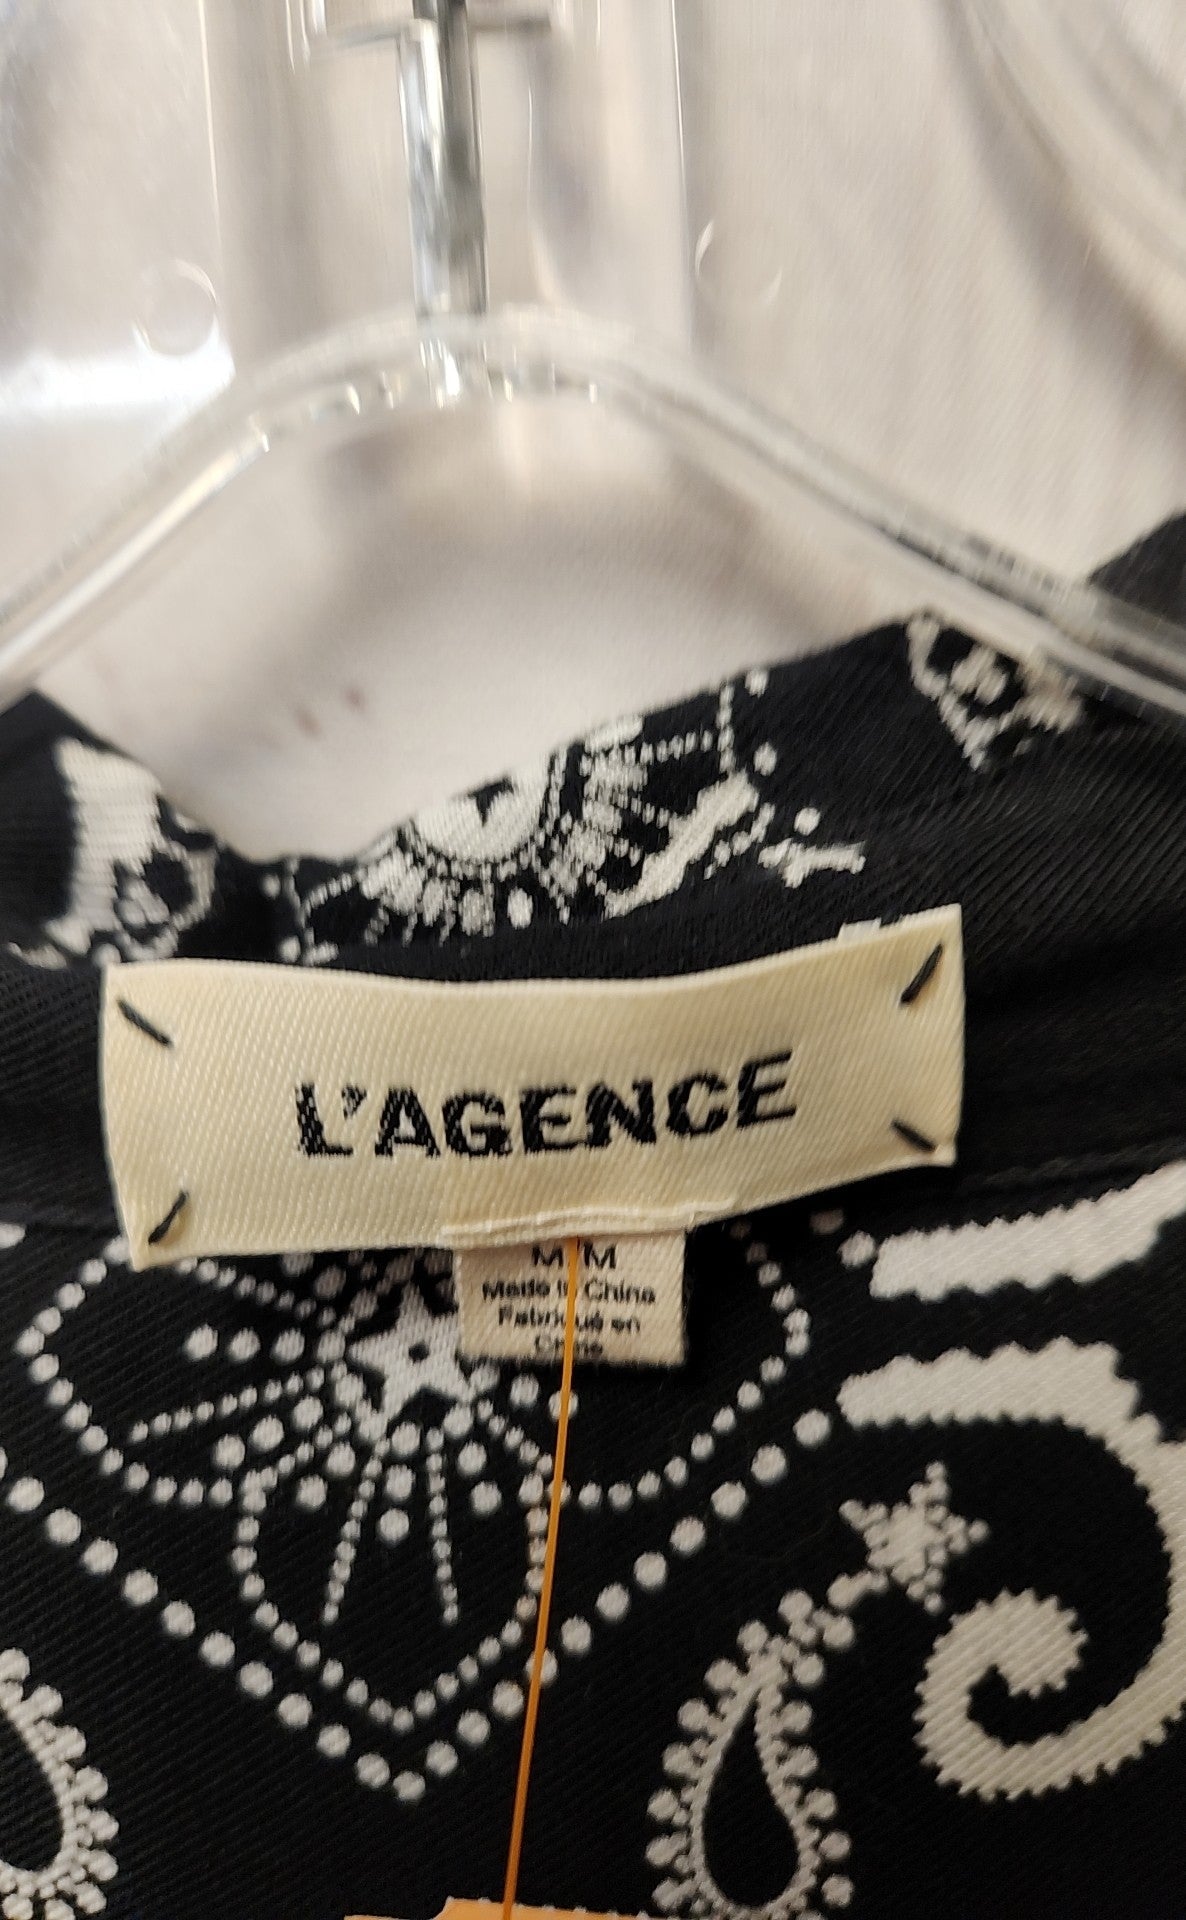 L'AGENCE
M/M
Made in China
Fabriqué en
Chine